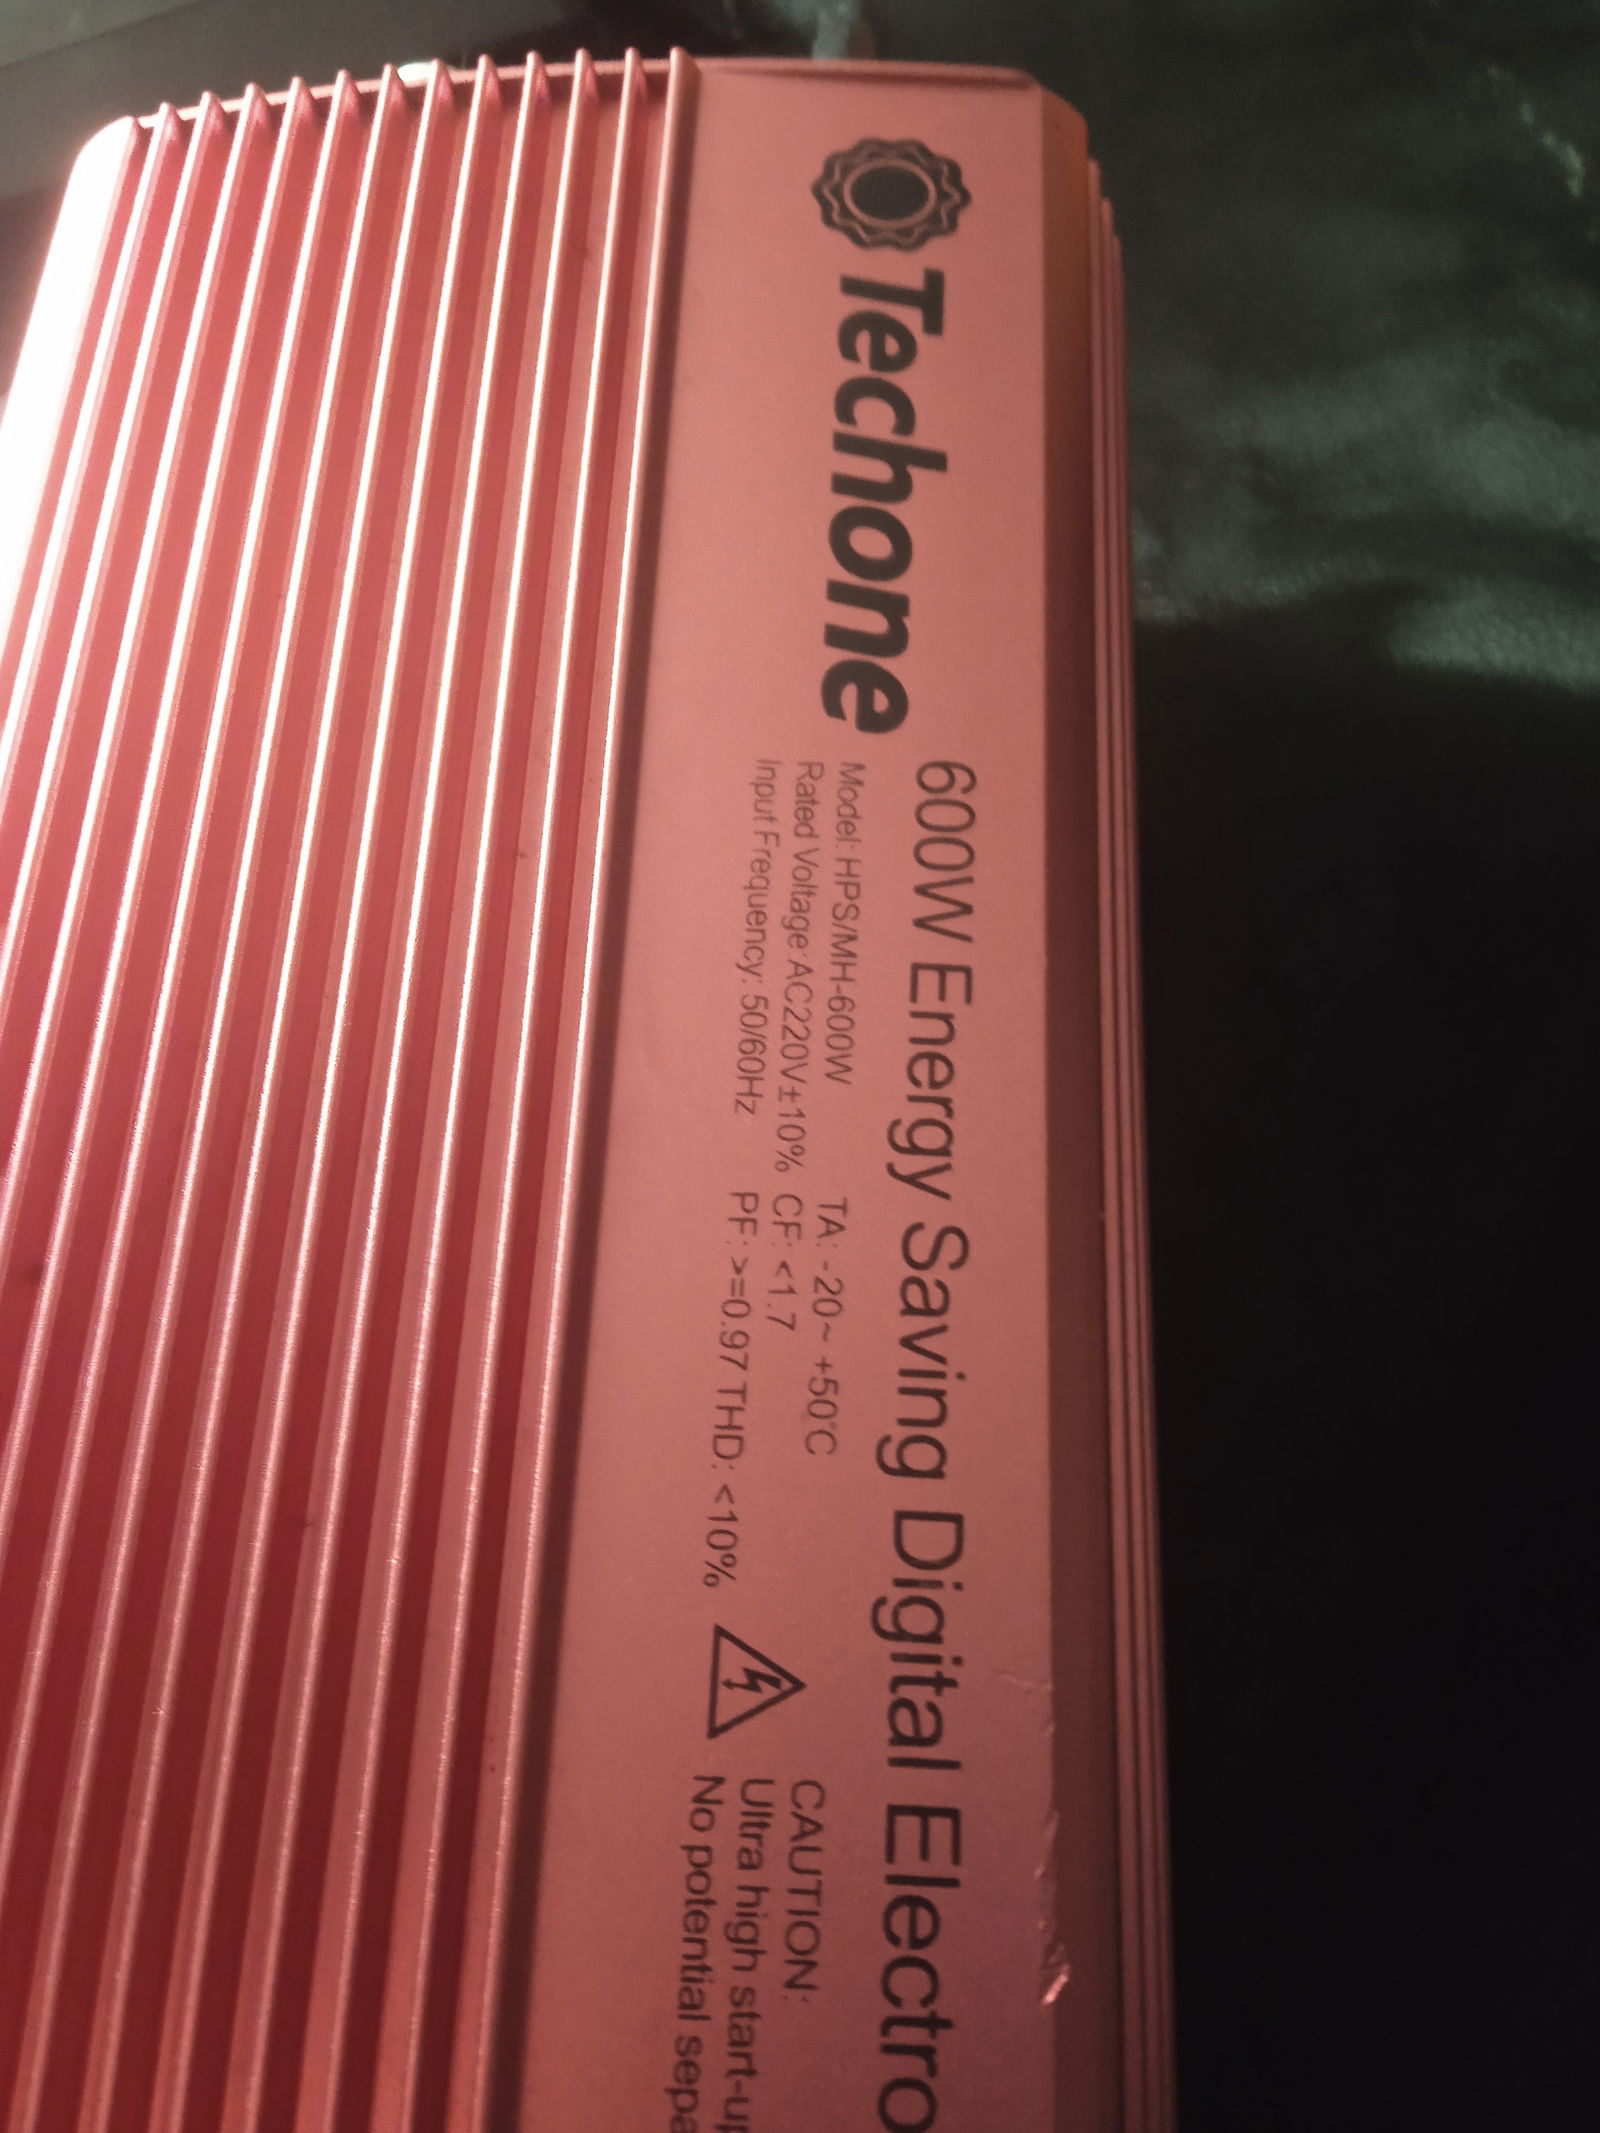 Techone
600W Energy Saving Digital Electro
Model: HPS/MH-600W
Rated Voltage: AC220V±10%
Input Frequency: 50/60Hz
TA: -20~ +50°C
CF: <1.7
PF: >=0.97 THD: <10%
CAUTION:
Ultra high start-up
No potential sepa